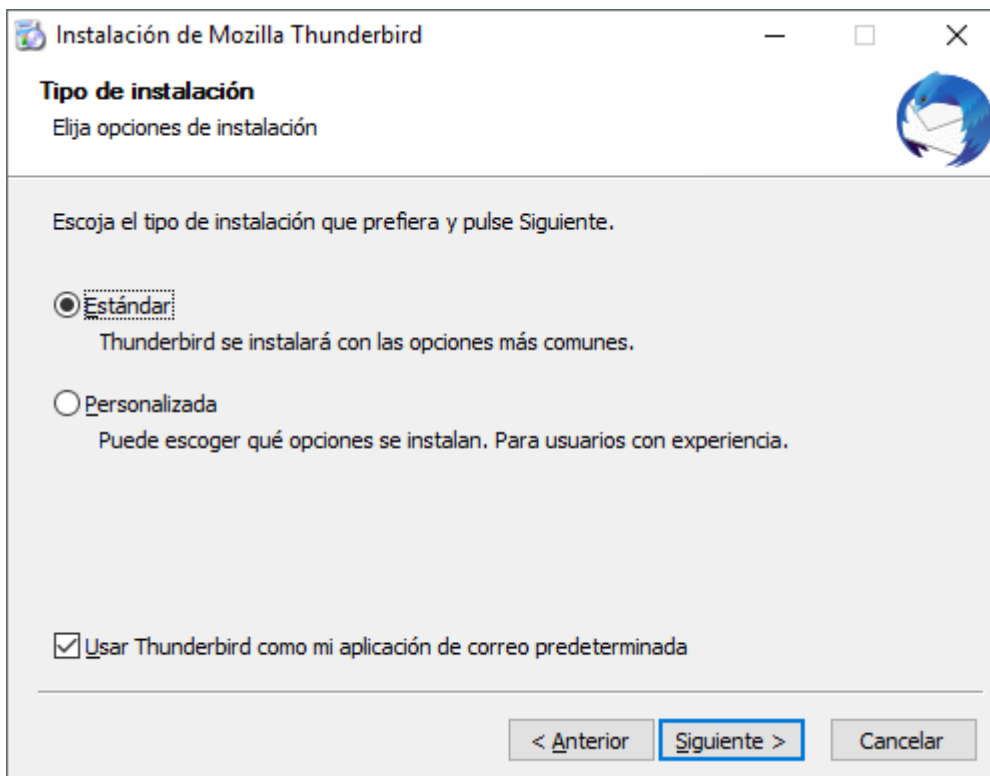 Instalación de Mozilla Thunderbird
Tipo de instalación
Elija opciones de instalación
Escoja el tipo de instalación que prefiera y pulse Siguiente.
Estándar
Thunderbird se instalará con las opciones más comunes.
Personalizada
Puede escoger qué opciones se instalan. Para usuarios con experiencia.
Usar Thunderbird como mi aplicación de correo predeterminada
< Anterior Siguiente > Cancelar